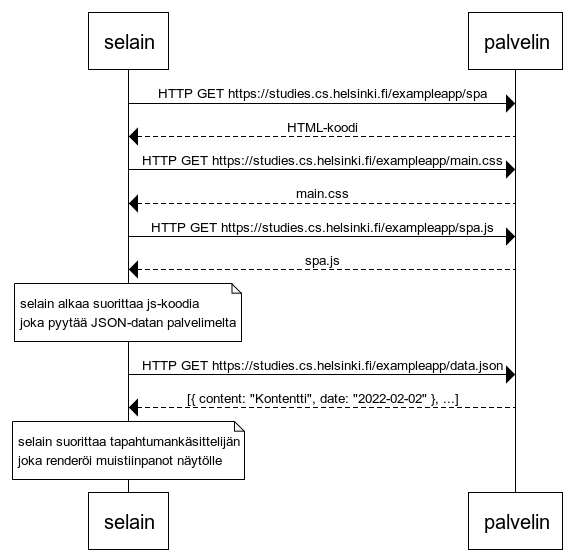 selain
palvelin
HTTP GET https://studies.cs.helsinki.fi/exampleapp/spa
HTML-koodi
HTTP GET https://studies.cs.helsinki.fi/exampleapp/main.css
main.css
HTTP GET https://studies.cs.helsinki.fi/exampleapp/spa.js
spa.js
selain alkaa suorittaa js-koodia
joka pyytää JSON-datan palvelimelta
HTTP GET https://studies.cs.helsinki.fi/exampleapp/data.json
[{ content: "Kontentti", date: "2022-02-02" }, ...]
selain suorittaa tapahtumankäsittelijän
joka renderöi muistiinpanot näytölle
selain
palvelin